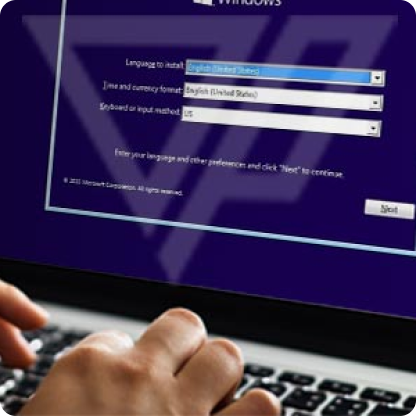 Windows
Language to install: English (United States)
Time and currency format: English (United States)
Keyboard or input method: US
Enter your language and other preferences and click "Next" to continue.
© 2015 Microsoft Corporation. All rights reserved.
Next